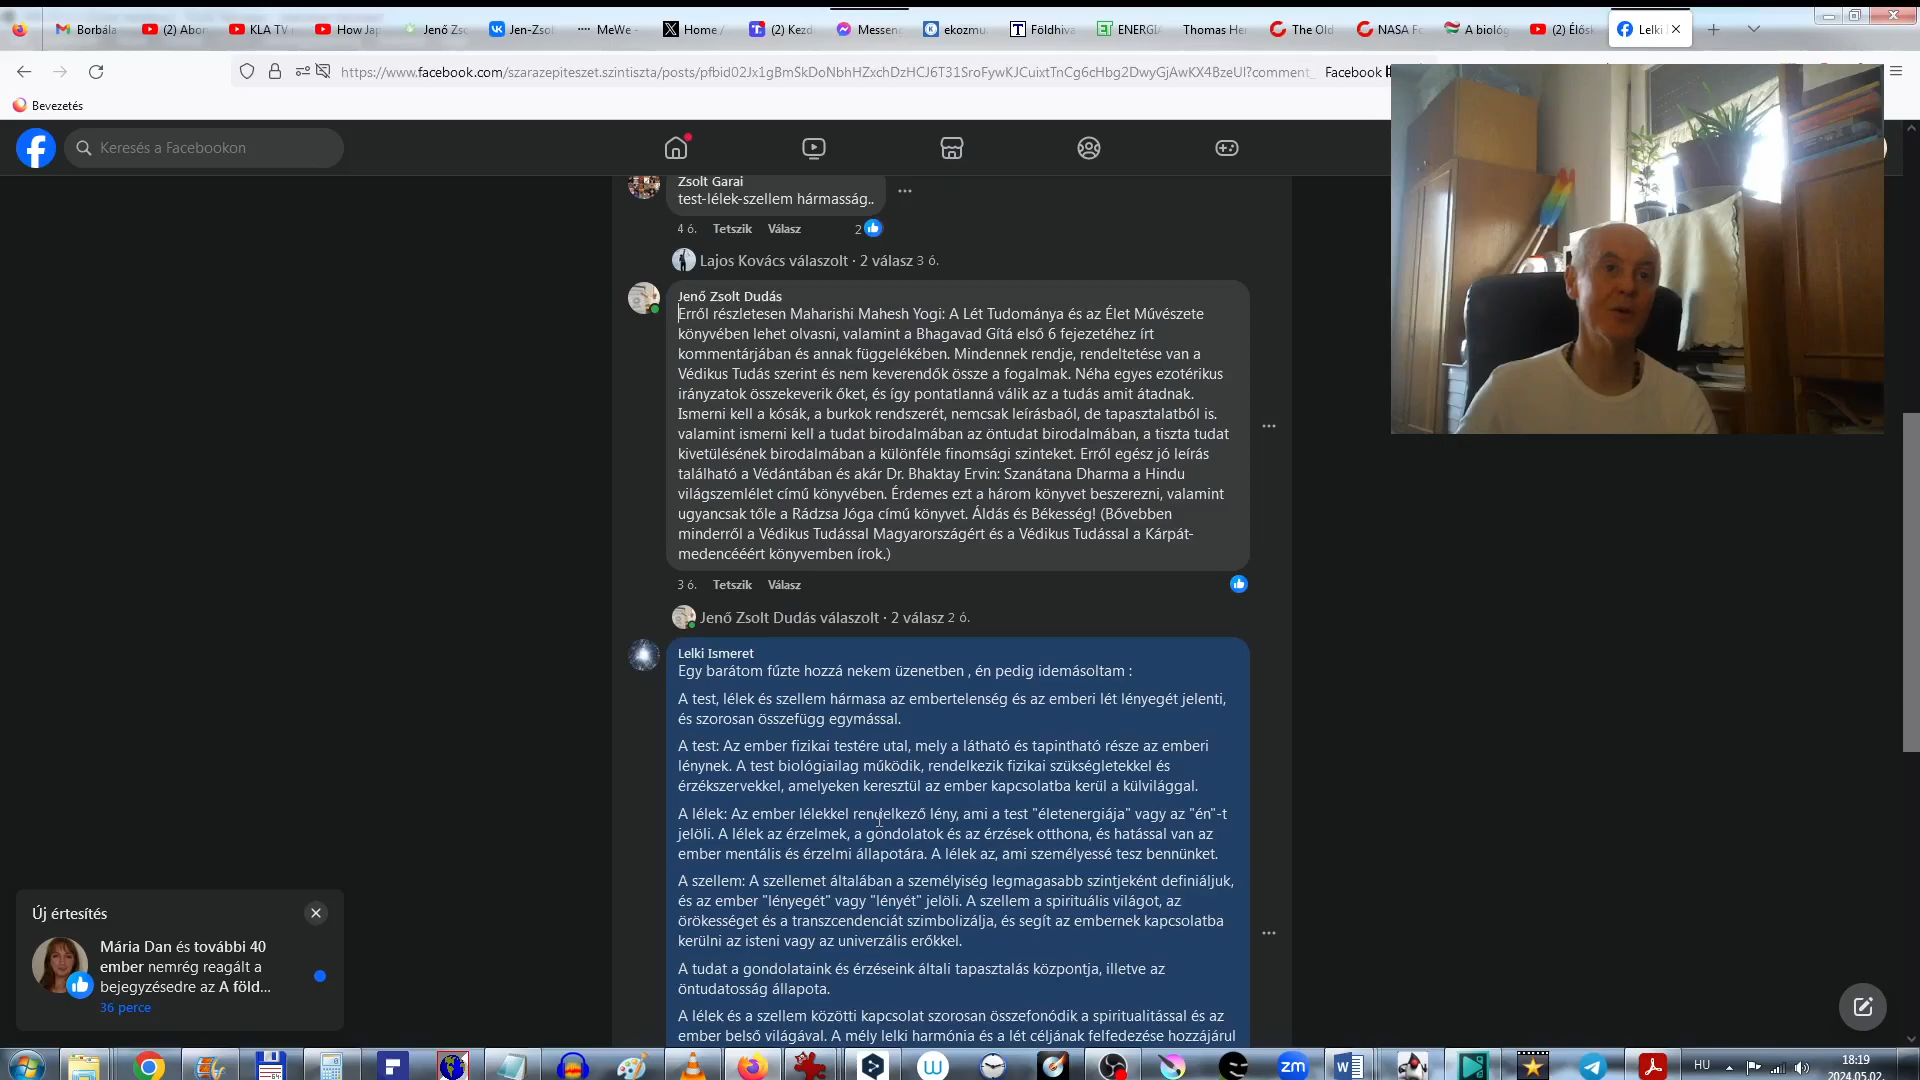 Borbála
(2) Abor
KLA TV
How Jap
Jenő Zso
Jen-Zsol
MeWe -
Home /
(2) Kezd
Messen
ekozmu
Földhiva
ENERGIA
Thomas He
The Old
NASA Fo
A biológ
(2) Élősk
Lelki
https://www.facebook.com/szarazepiteszet.szintiszta/posts/
Facebook
Bevezetés
Keresés a Facebookon
Zsolt Garai
test-lélek-szellem hármasság..
4 ó. Tetszik Válasz 2
Lajos Kovács válaszolt · 2 válasz 3 ó.
Jenő Zsolt Dudás
Erről részletesen Maharishi Mahesh Yogi: A Lét Tudománya és az Élet Művészete
könyvében lehet olvasni, valamint a Bhagavad Gítá első 6 fejezetéhez írt
kommentárjában és annak függelékében. Mindennek rendje, rendeltetése van a
Védikus Tudás szerint és nem keverendők össze a fogalmak. Néha egyes ezotérikus
irányzatok összekeverik őket, és így pontatlanná válik az a tudás amit átadnak.
Ismerni kell a kósák, a burkok rendszerét, nemcsak leírásbaól, de tapasztalatból is.
valamint ismerni kell a tudat birodalmában az öntudat birodalmában, a tiszta tudat
kivetülésének birodalmában a különféle finomsági szinteket. Erről egész jó leírás
található a Védántában és akár Dr. Bhaktay Ervin: Szanátana Dharma a Hindu
világszemlélet című könyvében. Érdemes ezt a három könyvet beszerezni, valamint
ugyancsak tőle a Rádzsa Jóga című könyvet. Áldás és Békesség! (Bővebben
minderről a Védikus Tudással Magyarországért és a Védikus Tudással a Kárpát-
medencééért könyvemben írok.)
3 ó. Tetszik Válasz
Jenő Zsolt Dudás válaszolt · 2 válasz 2 ó.
Lelki Ismeret
Egy barátom fűzte hozzá nekem üzenetben , én pedig idemásoltam :
A test, lélek és szellem hármasa az embertelenség és az emberi lét lényegét jelenti,
és szorosan összefügg egymással.
A test: Az ember fizikai testére utal, mely a látható és tapintható része az emberi
lénynek. A test biológiailag működik, rendelkezik fizikai szükségletekkel és
érzékszervekkel, amelyeken keresztül az ember kapcsolatba kerül a külvilággal.
A lélek: Az ember lélekkel rendelkező lény, ami a test "életenergiája" vagy az "én"-t
jelöli. A lélek az érzelmek, a gondolatok és az érzések otthona, és hatással van az
ember mentális és érzelmi állapotára. A lélek az, ami személyessé tesz bennünket.
A szellem: A szellemet általában a személyiség legmagasabb szintjeként definiáljuk,
és az ember "lényegét" vagy "lényét" jelöli. A szellem a spirituális világot, az
örökességet és a transzcendenciát szimbolizálja, és segít az embernek kapcsolatba
kerülni az isteni vagy az univerzális erőkkel.
A tudat a gondolataink és érzéseink általi tapasztalás központja, illetve az
öntudatosság állapota.
A lélek és a szellem közötti kapcsolat szorosan összefonódik a spiritualitással és az
ember belső világával. A mély lelki harmónia és a lét céljának felfedezése hozzájárul
Új értesítés
Mária Dan és további 40
ember nemrég reagált a
bejegyzésedre az A föld...
36 perce
HU
18:19
2024.05.02.